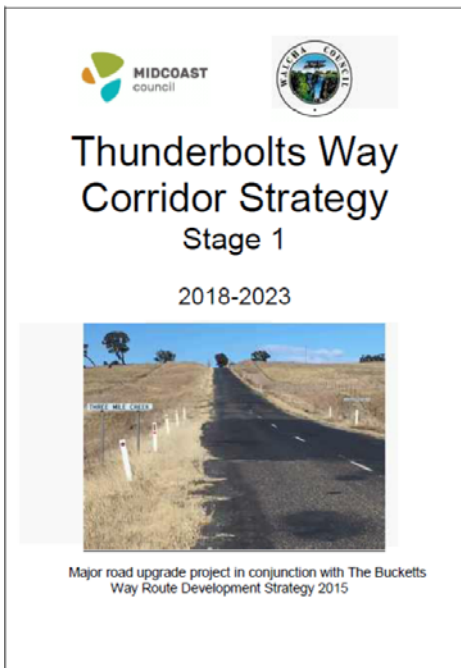 MIDCOAST
council
WALCHA COUNCIL
Thunderbolts Way
Corridor Strategy
Stage 1
2018-2023
THREE MILE CREEK
Major road upgrade project in conjunction with The Bucketts
Way Route Development Strategy 2015